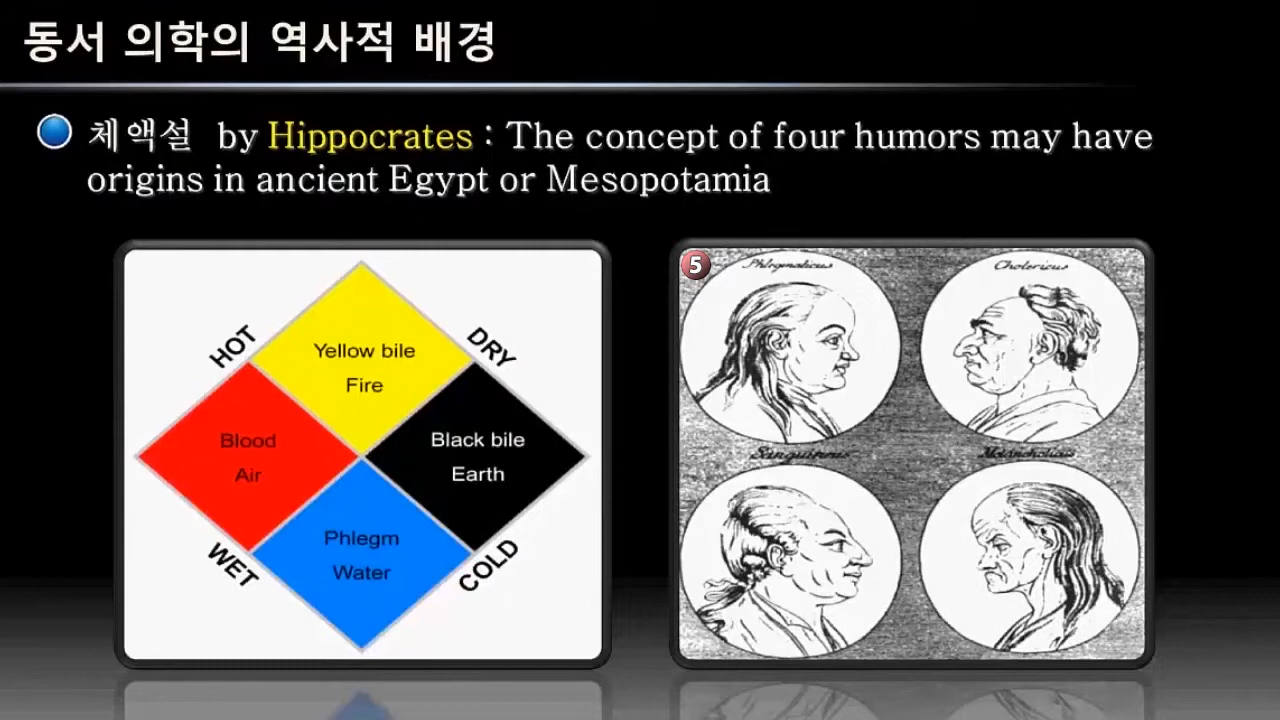 동서 의학의 역사적 배경
체액설 by Hippocrates : The concept of four humors may have
origins in ancient Egypt or Mesopotamia
HOT
DRY
Yellow bile
Fire
Blood
Air
Black bile
Earth
Phlegm
Water
WET
COLD
5
Phlegmaticus
Cholericus
Sanguineus
Melancholicus